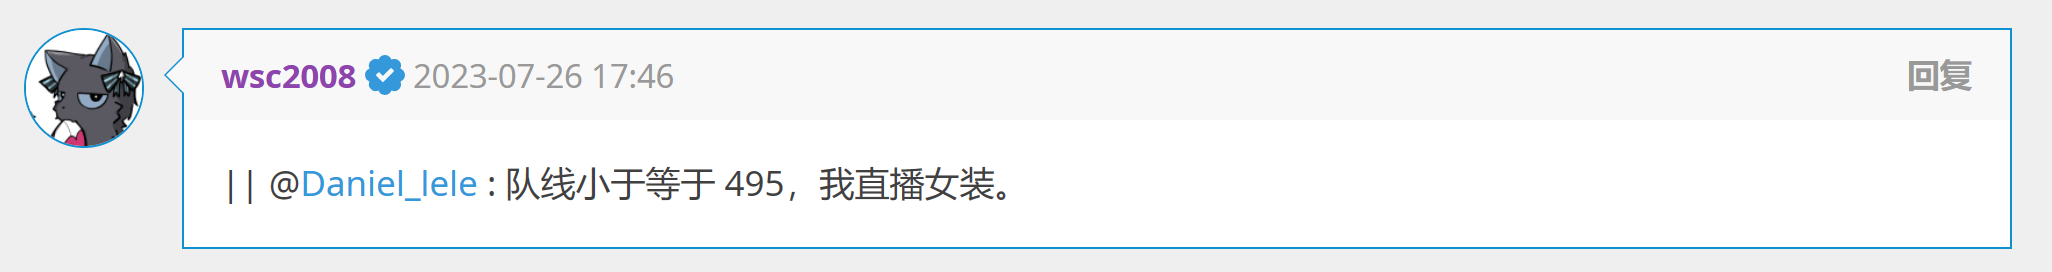 wsc2008 2023-07-26 17:46 回复
|| @Daniel_lele : 队线小于等于 495，我直播女装。